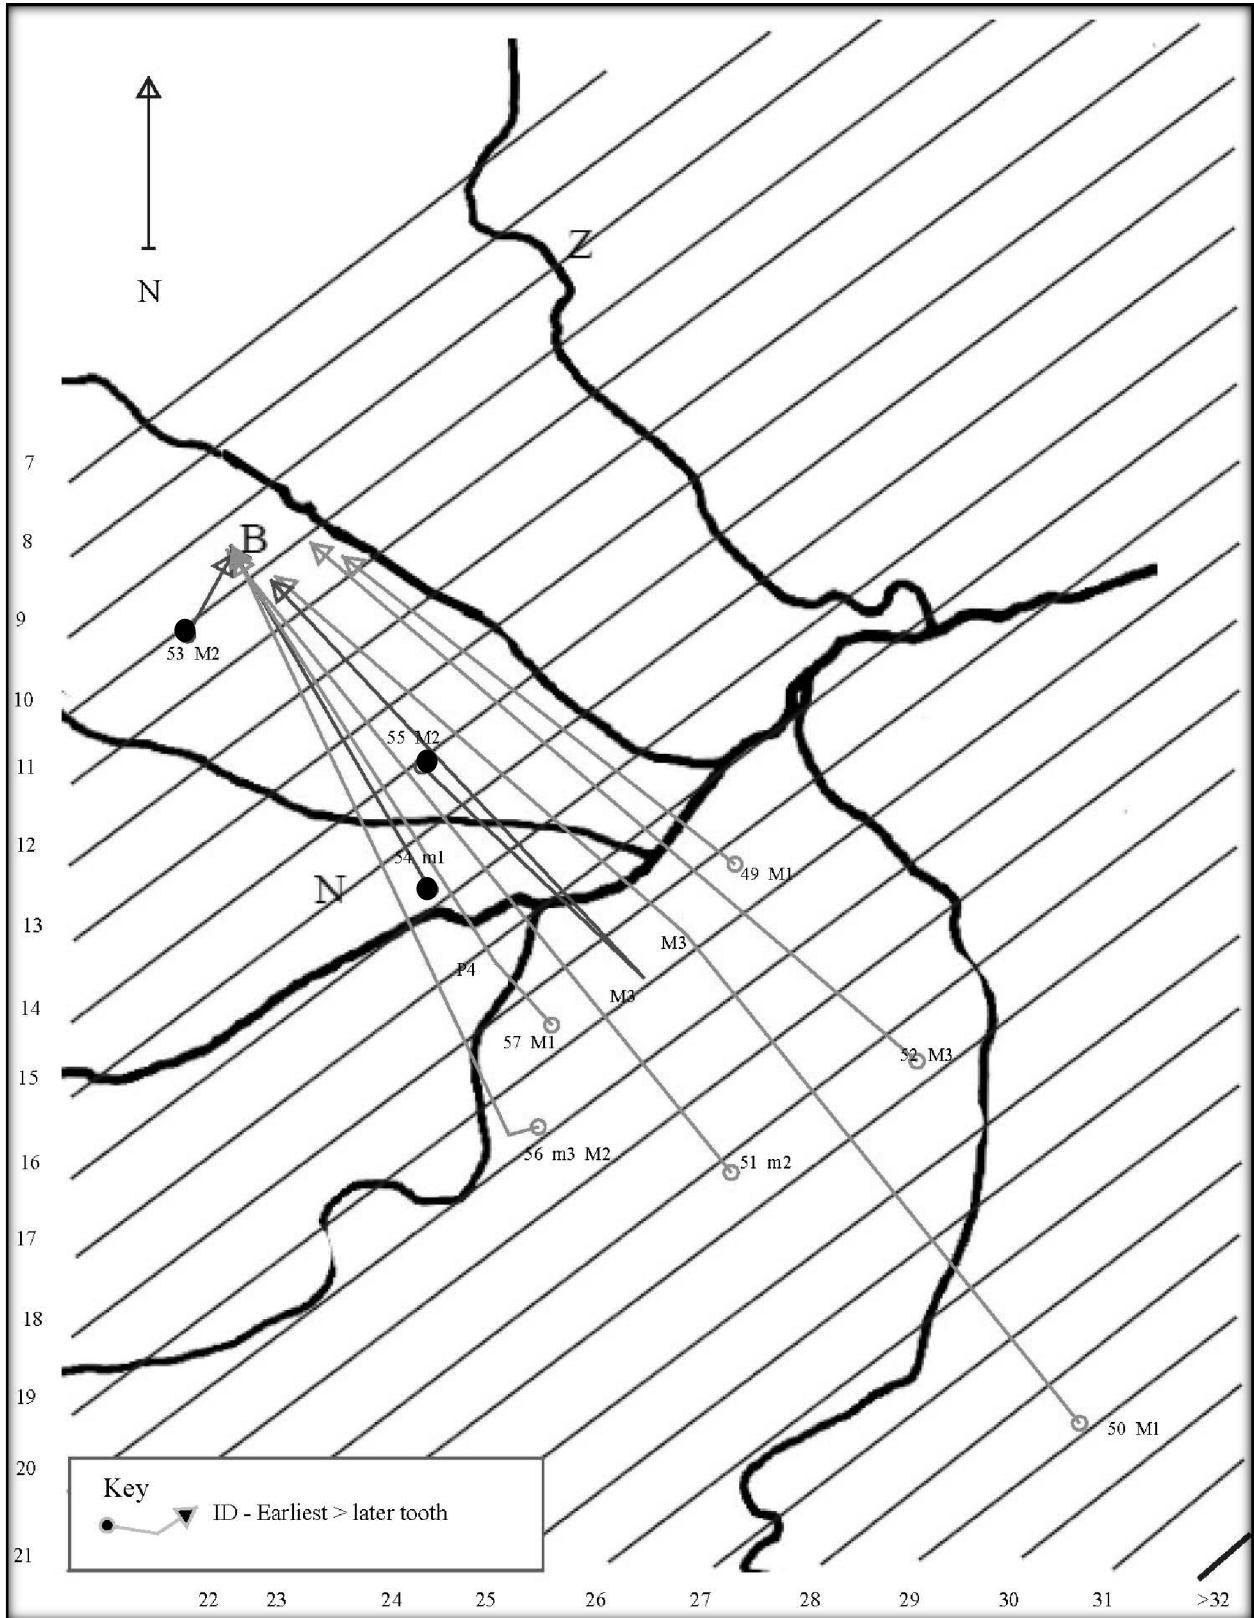 Z
N
7
8
B
9
53 M2
10
55 M2
11
12
54 m1
49 M1
N
13
M3
P4
M3
14
57 M1
52 M3
15
56 m3 M2
51 m2
16
17
18
19
50 M1
20
Key
ID - Earliest > later tooth
21
22 23 24 25 26 27 28 29 30 31 >32